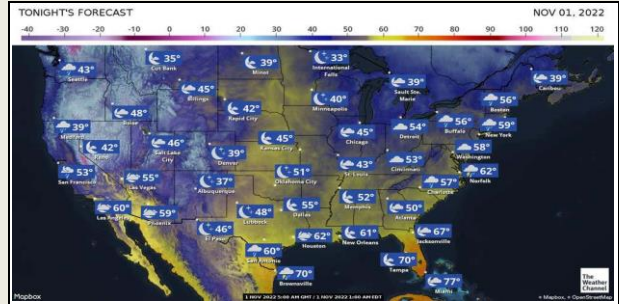 TONIGHT'S FORECAST
NOV 01, 2022
-40 -30 -20 -10 0 10 20 30 40 50 60 70 80 90 100 110 120
43° Seattle
35° Cut Bank
39° Minot
33° International Falls
39° Sault Ste. Marie
39° Caribou
45° Billings
42° Rapid City
40° Minneapolis
56° Boston
48° Boise
39° Medford
42° Reno
46° Salt Lake City
39° Denver
45° Kansas City
45° Chicago
54° Detroit
56° Buffalo
59° New York
53° San Francisco
55° Las Vegas
37° Albuquerque
51° Oklahoma City
43° St. Louis
53° Cincinnati
58° Washington
62° Norfolk
57° Charlotte
60° Los Angeles
59° Phoenix
46° El Paso
48° Lubbock
55° Dallas
52° Memphis
50° Atlanta
60° San Antonio
62° Houston
61° New Orleans
67° Jacksonville
70° Brownsville
70° Tampa
77° Miami
The Weather Channel
Mapbox
1 NOV 2022 5:00 AM GMT / 1 NOV 2022 1:00 AM EDT
© Mapbox, © OpenStreetMap